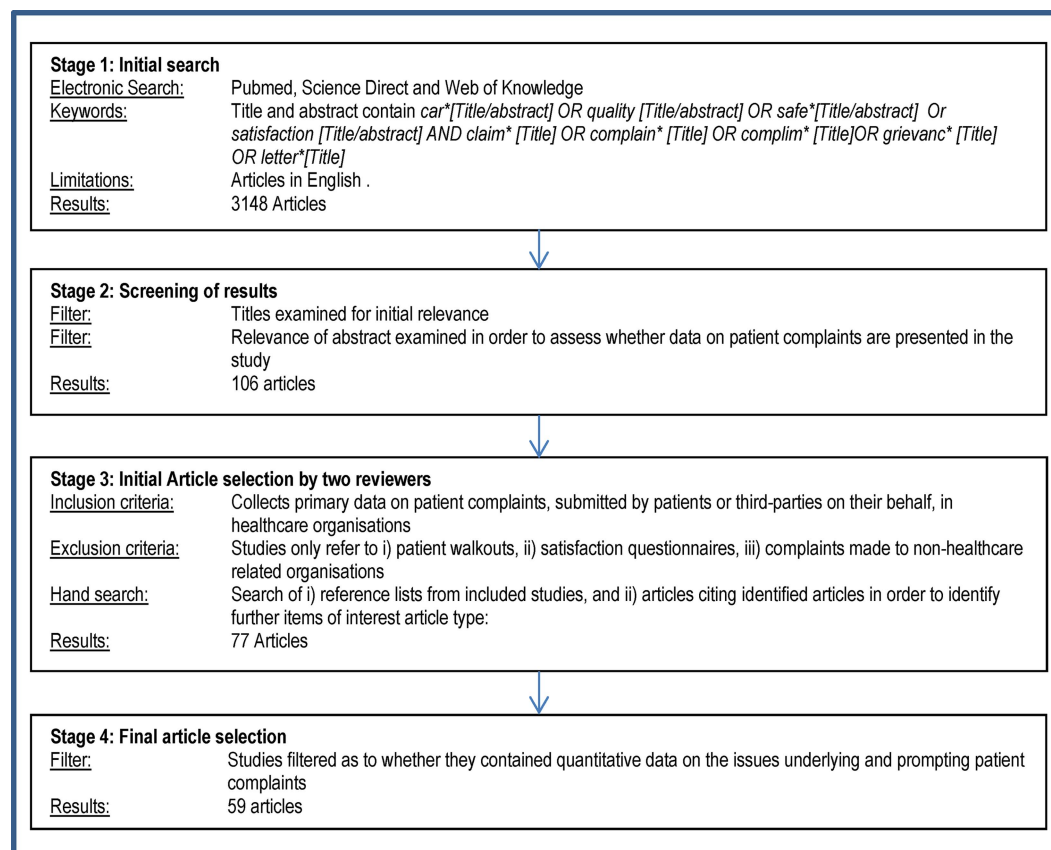 Stage 1: Initial search
Electronic Search: Pubmed, Science Direct and Web of Knowledge
Keywords: Title and abstract contain car*[Title/abstract] OR quality [Title/abstract] OR safe*[Title/abstract] Or
satisfaction [Title/abstract] AND claim* [Title] OR complain* [Title] OR complim* [Title]OR grievanc* [Title]
OR letter*[Title]
Limitations: Articles in English .
Results: 3148 Articles
Stage 2: Screening of results
Filter: Titles examined for initial relevance
Filter: Relevance of abstract examined in order to assess whether data on patient complaints are presented in the
study
Results: 106 articles
Stage 3: Initial Article selection by two reviewers
Inclusion criteria: Collects primary data on patient complaints, submitted by patients or third-parties on their behalf, in
healthcare organisations
Exclusion criteria: Studies only refer to i) patient walkouts, ii) satisfaction questionnaires, iii) complaints made to non-healthcare
related organisations
Hand search: Search of i) reference lists from included studies, and ii) articles citing identified articles in order to identify
further items of interest article type:
Results: 77 Articles
Stage 4: Final article selection
Filter: Studies filtered as to whether they contained quantitative data on the issues underlying and prompting patient
complaints
Results: 59 articles